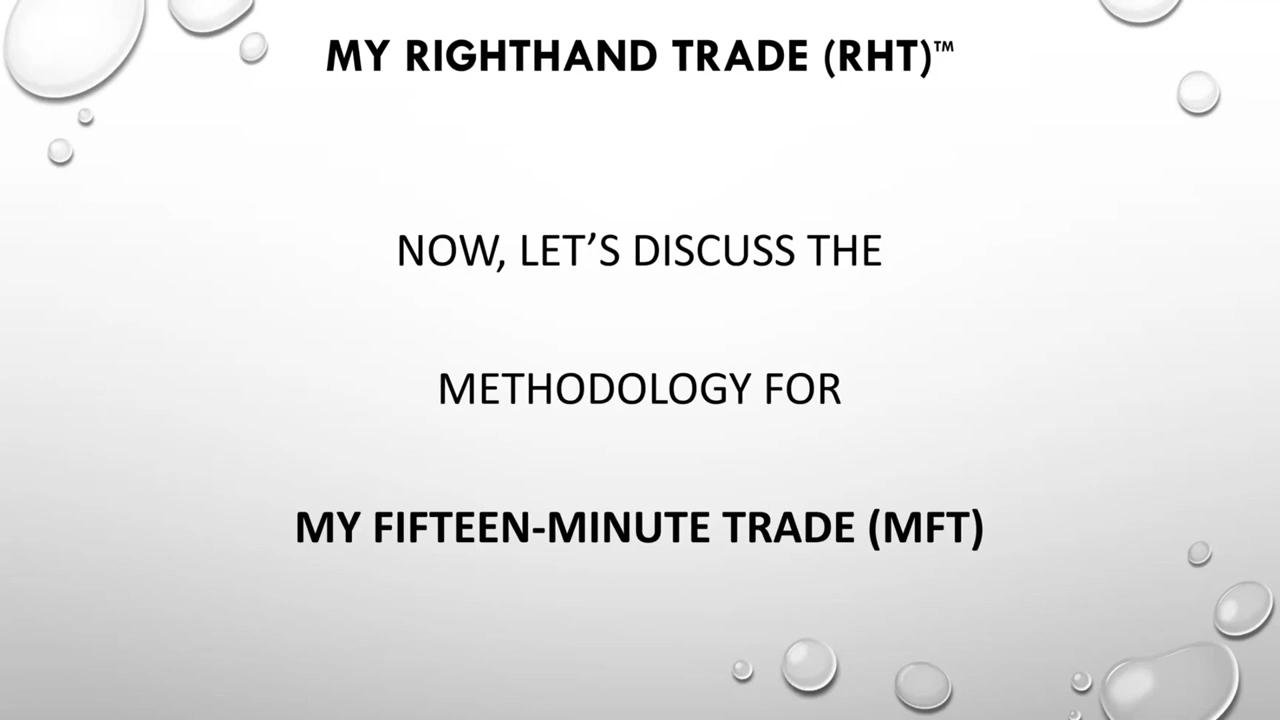 MY RIGHTHAND TRADE (RHT)™
NOW, LET’S DISCUSS THE
METHODOLOGY FOR
MY FIFTEEN-MINUTE TRADE (MFT)